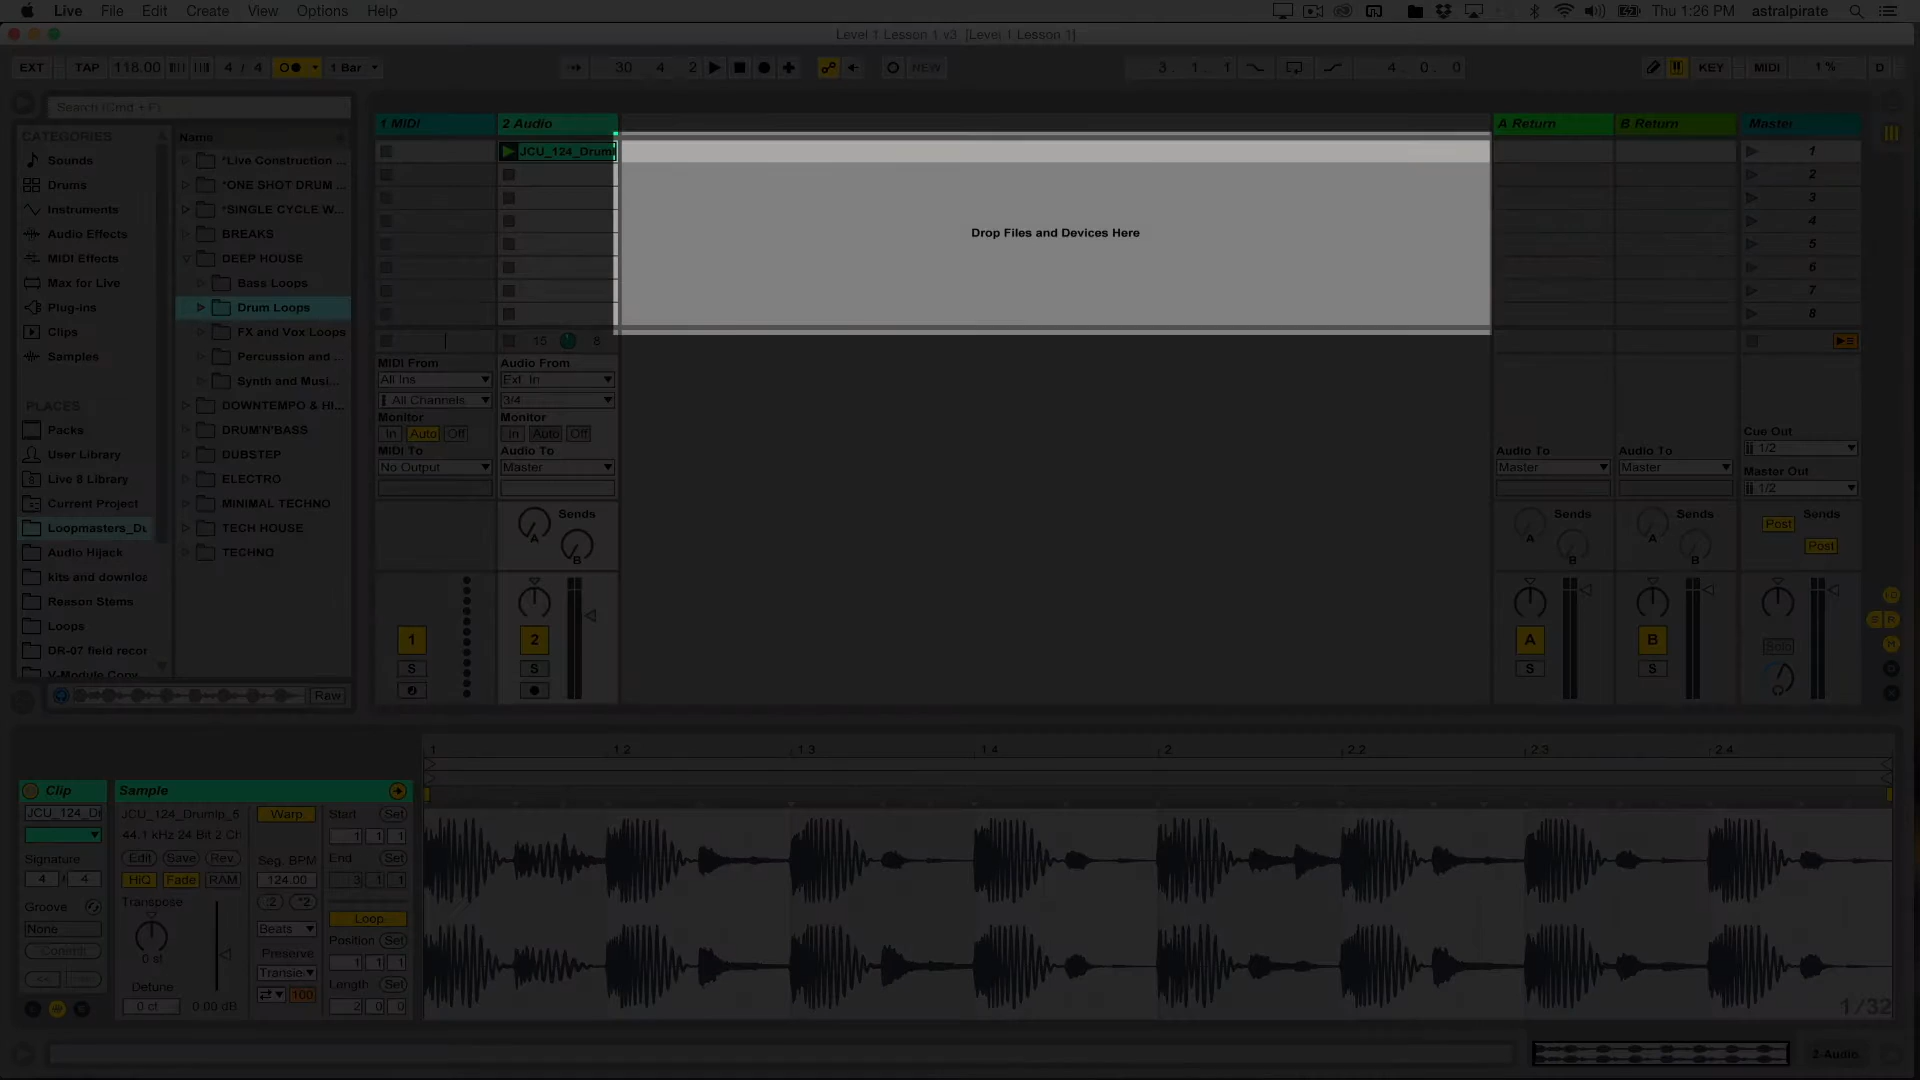 Live File Edit Create View Options Help Thu 1:26 PM astralpirate
Level 1 Lesson 1 v3 [Level 1 Lesson 1]
EXT TAP 118.00 4 / 4 1 Bar 30 4 2 NEW 3. 1. 1 4. 0. 0 KEY MIDI 1 % D
Search (Cmd + F)
CATEGORIES
Sounds
Drums
Instruments
Audio Effects
MIDI Effects
Max for Live
Plug-ins
Clips
Samples
PLACES
Packs
User Library
Live 8 Library
Current Project
Loopmasters_Du
Audio Hijack
kits and downloa
Reason Stems
Loops
DR-07 field recor
V-Module Copy
Name
*Live Construction ...
*ONE SHOT DRUM ...
*SINGLE CYCLE W...
BREAKS
DEEP HOUSE
Bass Loops
Drum Loops
FX and Vox Loops
Percussion and ...
Synth and Musi...
DOWNTEMPO & HI...
DRUM'N'BASS
DUBSTEP
ELECTRO
MINIMAL TECHNO
TECH HOUSE
TECHNO
Raw
1 MIDI
MIDI From
All Ins
All Channels
Monitor
In Auto Off
MIDI To
No Output
1
S
2 Audio
JCU_124_Druml
15 8
Audio From
Ext. In
3/4
Monitor
In Auto Off
Audio To
Master
Sends
A
B
2
S
Drop Files and Devices Here
A Return
Audio To
Master
Sends
A
B
A
S
B Return
Audio To
Master
Sends
A
B
B
S
Master
1
2
3
4
5
6
7
8
Cue Out
1/2
Master Out
1/2
Sends
Post
Post
Solo
R
M
Clip
JCU_124_Dr
Signature
4 / 4
Groove
None
Commit
<< >>
Sample
JCU_124_Drumlp_5
44.1 kHz 24 Bit 2 Ch
Edit Save Rev.
HiQ Fade RAM
Transpose
0 st
Detune
0 ct 0.00 dB
Warp
Seg. BPM
124.00
:2 *2
Beats
Preserve
Transie
100
Start Set
1 1 1
End Set
3 1 1
Loop
Position Set
1 1 1
Length Set
2 0 0
1 1.2 1.3 1.4 2 2.2 2.3 2.4
1/32
2-Audio